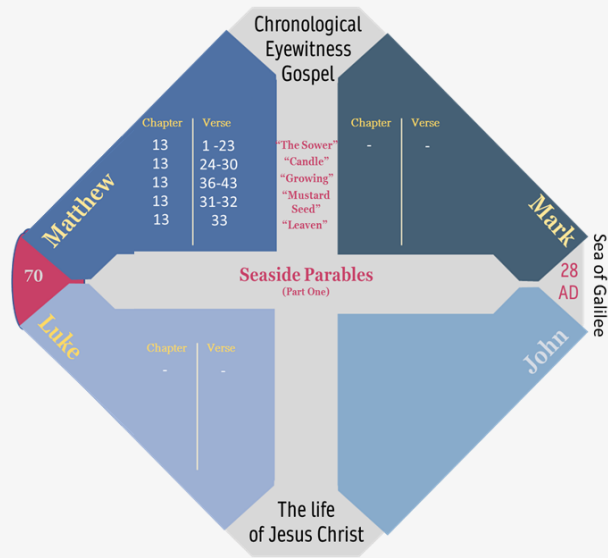 Chronological
Eyewitness
Gospel
Matthew
Chapter Verse
13 1 -23
13 24-30
13 36-43
13 31-32
13 33
“The Sower”
“Candle”
“Growing”
“Mustard
Seed”
“Leaven”
Chapter Verse
- -
Mark
70
Seaside Parables
(Part One)
28
AD
Sea of Galilee
Luke
Chapter Verse
- -
John
The life
of Jesus Christ